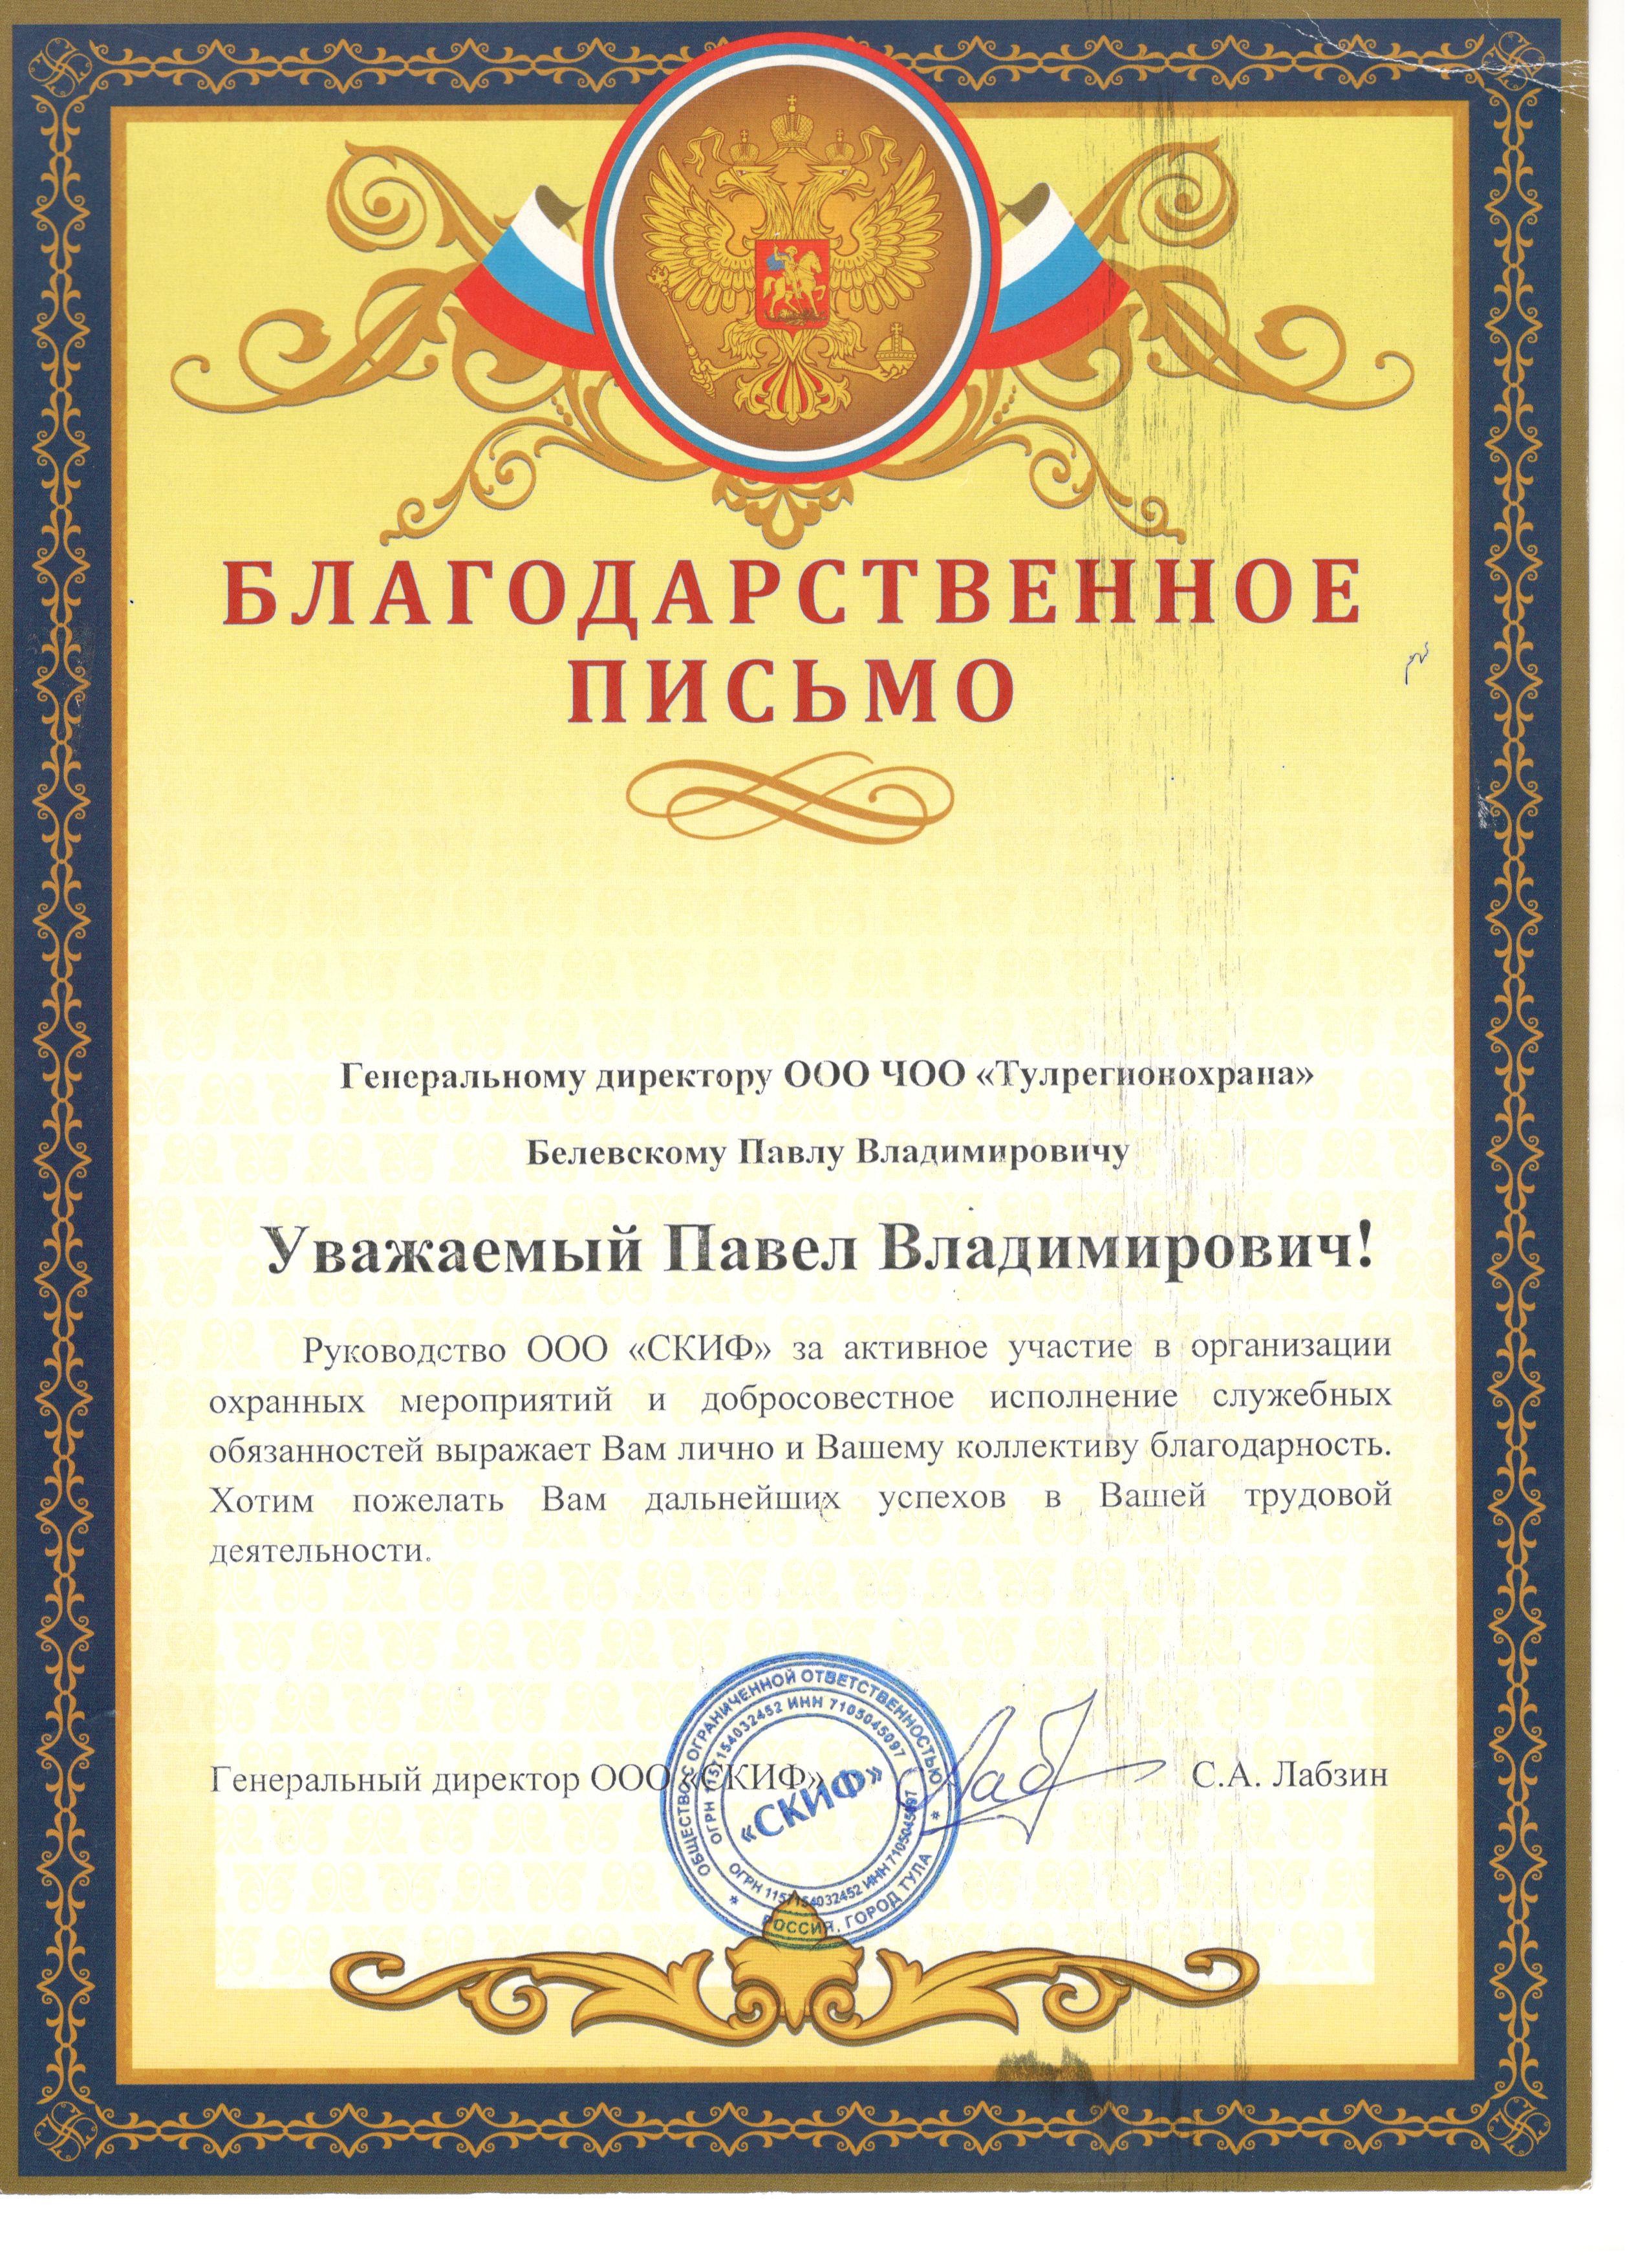 БЛАГОДАРСТВЕННОЕ
ПИСЬМО
Генеральному директору ООО ЧОО «Тулрегионохрана»
Белевскому Павлу Владимировичу
Уважаемый Павел Владимирович!
Руководство ООО «СКИФ» за активное участие в организации
охранных мероприятий и добросовестное исполнение служебных
обязанностей выражает Вам лично и Вашему коллективу благодарность.
Хотим пожелать Вам дальнейших успехов в Вашей трудовой
деятельности.
Генеральный директор ООО «СКИФ»
С.А. Лабзин
ОБЩЕСТВО С ОГРАНИЧЕННОЙ ОТВЕТСТВЕННОСТЬЮ
* РОССИЯ, ГОРОД ТУЛА *
ОГРН 1157154032452 ИНН 7105045097
ОГРН 1157154032452 ИНН 7105045097
«СКИФ»
Лаб